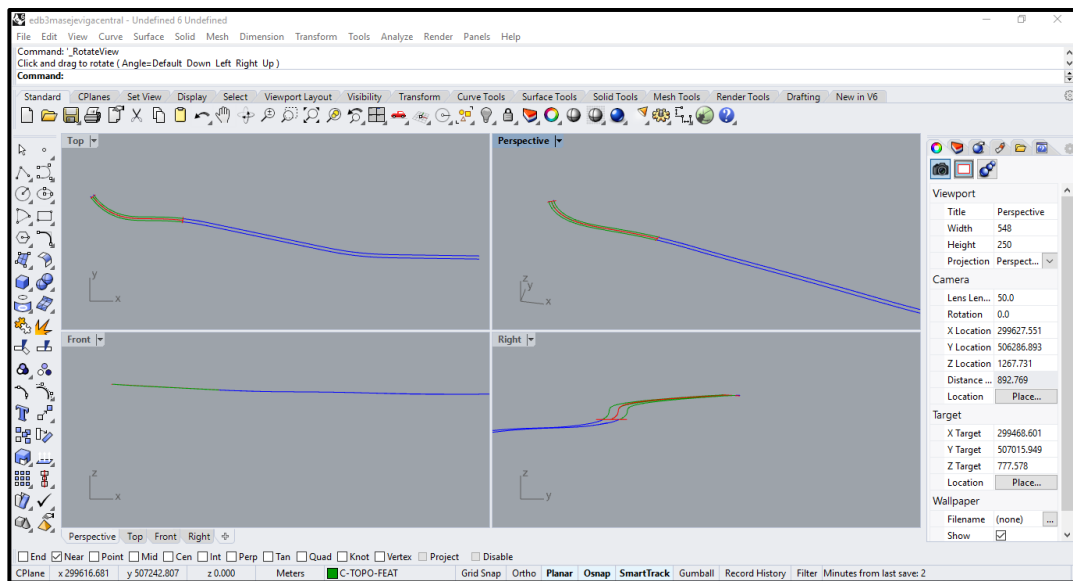 edb3masejevigacentral - Undefined 6 Undefined
File Edit View Curve Surface Solid Mesh Dimension Transform Tools Analyze Render Panels Help
Command: '_RotateView
Click and drag to rotate ( Angle=Default Down Left Right Up )
Command:
Standard CPlanes Set View Display Select Viewport Layout Visibility Transform Curve Tools Surface Tools Solid Tools Mesh Tools Render Tools Drafting New in V6
Top
y
x
Perspective
z
y
x
Front
z
x
Right
z
y
Viewport
Title Perspective
Width 548
Height 250
Projection Perspect...
Camera
Lens Len... 50.0
Rotation 0.0
X Location 299627.551
Y Location 506286.893
Z Location 1267.731
Distance ... 892.769
Location Place...
Target
X Target 299468.601
Y Target 507015.949
Z Target 777.578
Location Place...
Wallpaper
Filename (none) ...
Show
Perspective Top Front Right
End Near Point Mid Cen Int Perp Tan Quad Knot Vertex Project Disable
CPlane x 299616.681 y 507242.807 z 0.000 Meters C-TOPO-FEAT Grid Snap Ortho Planar Osnap SmartTrack Gumball Record History Filter Minutes from last save: 2